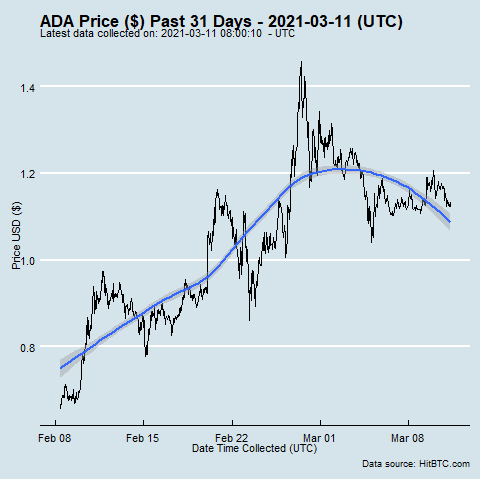 ADA Price ($) Past 31 Days - 2021-03-11 (UTC)
Latest data collected on: 2021-03-11 08:00:10 - UTC
1.4
1.2
1.0
0.8
Price USD ($)
Feb 08
Feb 15
Feb 22
Mar 01
Mar 08
Date Time Collected (UTC)
Data source: HitBTC.com